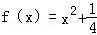 f ( x ) = x²+1/4